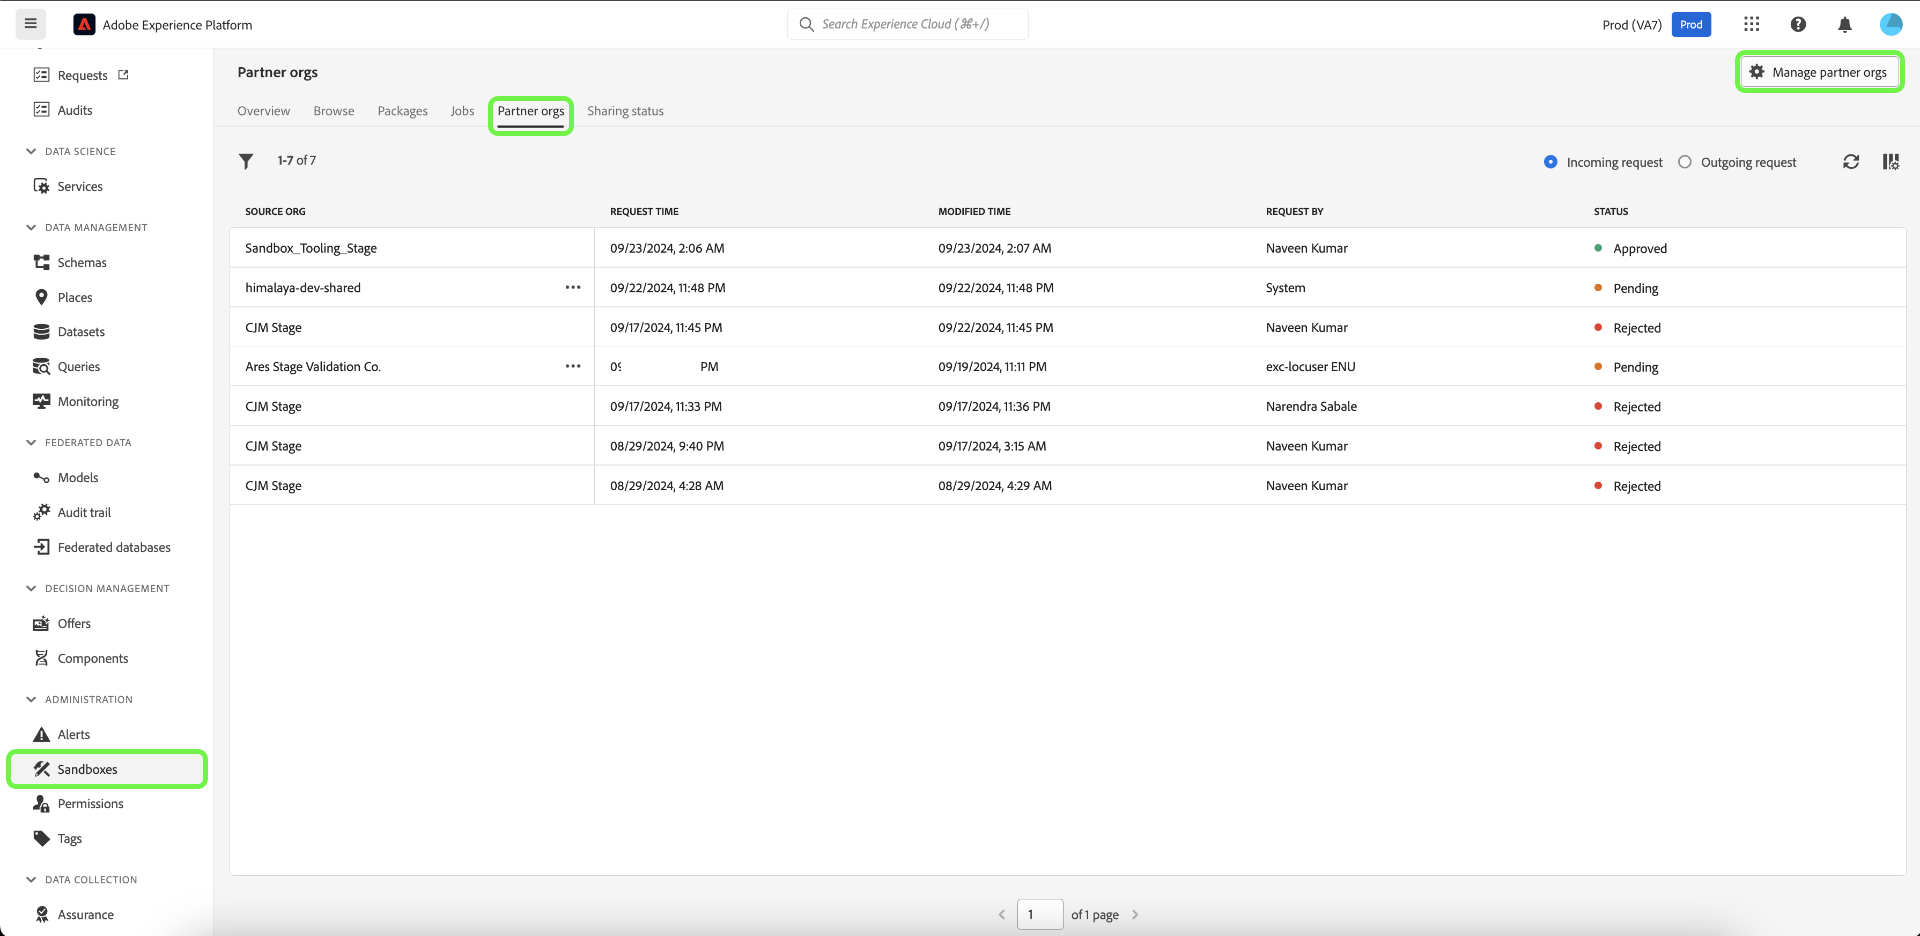 Adobe Experience Platform
Search Experience Cloud (⌘+/)
Prod (VA7) Prod
Requests
Audits
DATA SCIENCE
Services
DATA MANAGEMENT
Schemas
Places
Datasets
Queries
Monitoring
FEDERATED DATA
Models
Audit trail
Federated databases
DECISION MANAGEMENT
Offers
Components
ADMINISTRATION
Alerts
Sandboxes
Permissions
Tags
DATA COLLECTION
Assurance
Partner orgs
Manage partner orgs
Overview Browse Packages Jobs Partner orgs Sharing status
1-7 of 7
Incoming request Outgoing request
SOURCE ORG REQUEST TIME MODIFIED TIME REQUEST BY STATUS
Sandbox_Tooling_Stage 09/23/2024, 2:06 AM 09/23/2024, 2:07 AM Naveen Kumar Approved
himalaya-dev-shared ••• 09/22/2024, 11:48 PM 09/22/2024, 11:48 PM System Pending
CJM Stage 09/17/2024, 11:45 PM 09/22/2024, 11:45 PM Naveen Kumar Rejected
Ares Stage Validation Co. ••• PM 09/19/2024, 11:11 PM exc-locuser ENU Pending
CJM Stage 09/17/2024, 11:33 PM 09/17/2024, 11:36 PM Narendra Sabale Rejected
CJM Stage 08/29/2024, 9:40 PM 09/17/2024, 3:15 AM Naveen Kumar Rejected
CJM Stage 08/29/2024, 4:28 AM 08/29/2024, 4:29 AM Naveen Kumar Rejected
1 of 1 page